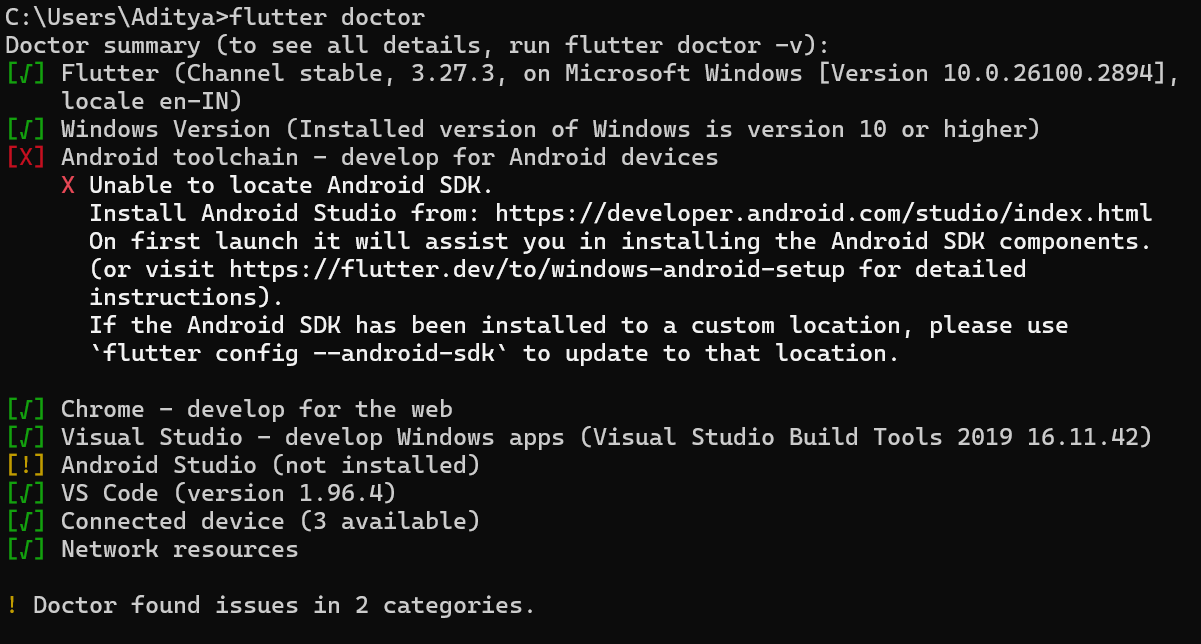 C:\Users\Aditya>flutter doctor
Doctor summary (to see all details, run flutter doctor -v):
[√] Flutter (Channel stable, 3.27.3, on Microsoft Windows [Version 10.0.26100.2894],
locale en-IN)
[√] Windows Version (Installed version of Windows is version 10 or higher)
[X] Android toolchain - develop for Android devices
X Unable to locate Android SDK.
Install Android Studio from: https://developer.android.com/studio/index.html
On first launch it will assist you in installing the Android SDK components.
(or visit https://flutter.dev/to/windows-android-setup for detailed
instructions).
If the Android SDK has been installed to a custom location, please use
`flutter config --android-sdk` to update to that location.
[√] Chrome - develop for the web
[√] Visual Studio - develop Windows apps (Visual Studio Build Tools 2019 16.11.42)
[!] Android Studio (not installed)
[√] VS Code (version 1.96.4)
[√] Connected device (3 available)
[√] Network resources
! Doctor found issues in 2 categories.